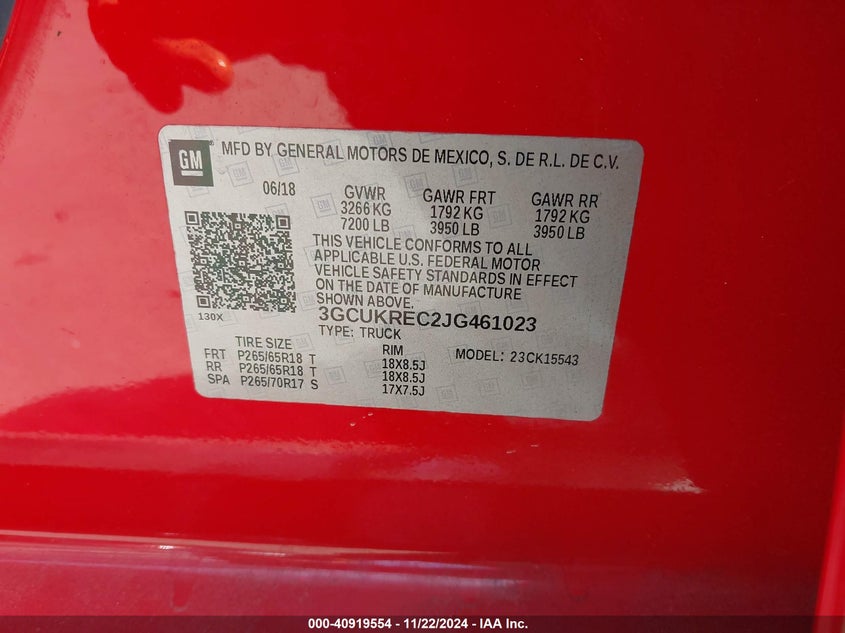 GM
MFD BY GENERAL MOTORS DE MEXICO, S. DE R.L. DE C.V.
06/18 GVWR GAWR FRT GAWR RR
3266 KG 1792 KG 1792 KG
7200 LB 3950 LB 3950 LB
THIS VEHICLE CONFORMS TO ALL
APPLICABLE U.S. FEDERAL MOTOR
VEHICLE SAFETY STANDARDS IN EFFECT
ON THE DATE OF MANUFACTURE
SHOWN ABOVE.
130X 3GCUKREC2JG461023
TYPE: TRUCK
TIRE SIZE RIM MODEL: 23CK15543
FRT P265/65R18 T 18X8.5J
RR P265/65R18 T 18X8.5J
SPA P265/70R17 S 17X7.5J
000-40919554 - 11/22/2024 - IAA Inc.